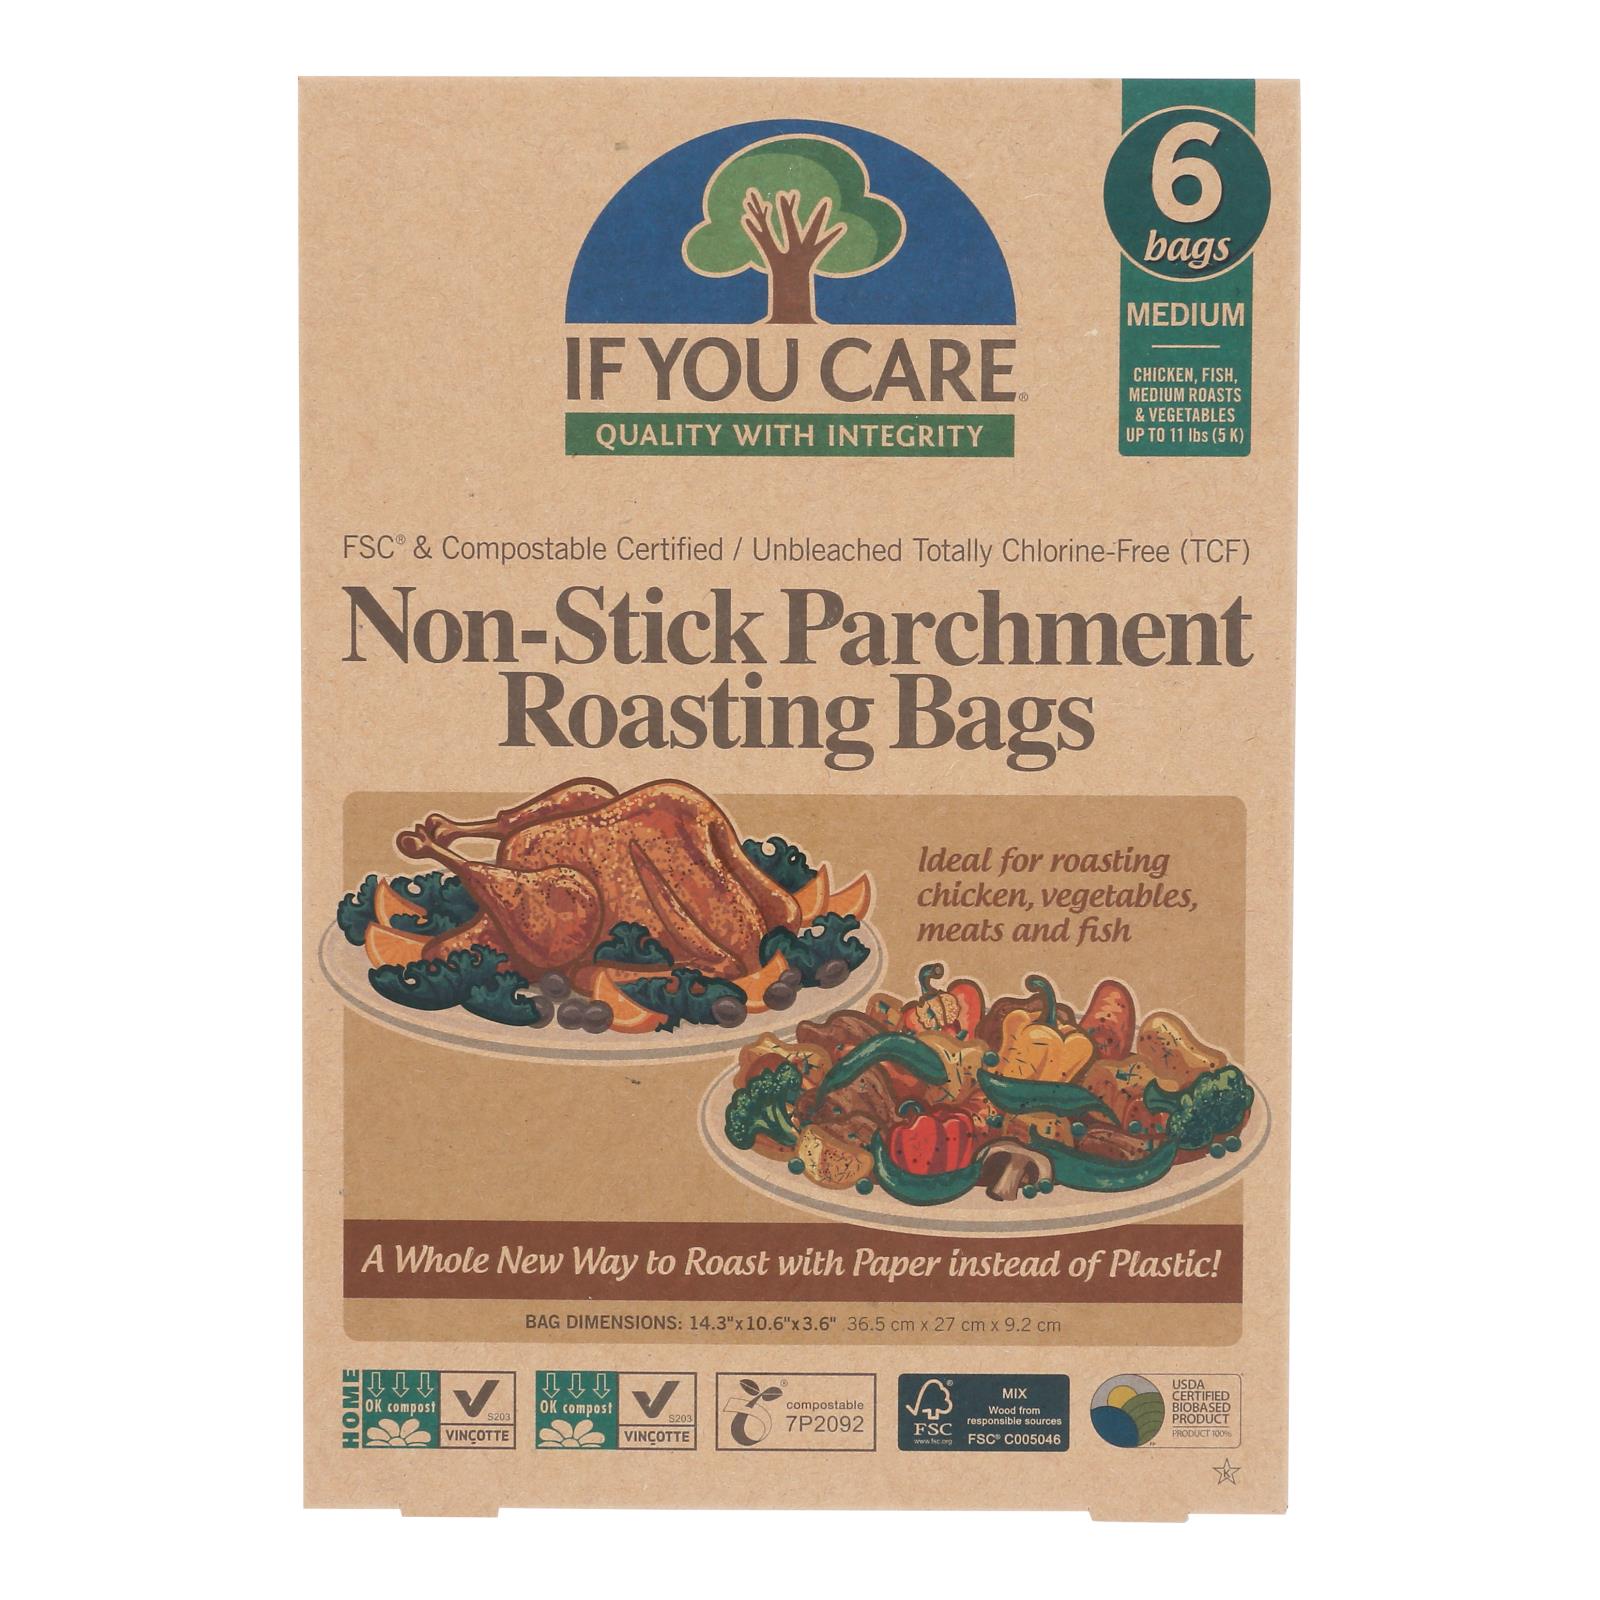 6
bags
MEDIUM
CHICKEN, FISH,
MEDIUM ROASTS
& VEGETABLES
UP TO 11 lbs (5 K)
IF YOU CARE®
QUALITY WITH INTEGRITY
FSC® & Compostable Certified / Unbleached Totally Chlorine-Free (TCF)
Non-Stick Parchment
Roasting Bags
Ideal for roasting
chicken, vegetables,
meats and fish
A Whole New Way to Roast with Paper instead of Plastic!
BAG DIMENSIONS: 14.3"x10.6"x3.6" 36.5 cm x 27 cm x 9.2 cm
HOME
OK compost
S203
VINÇOTTE
OK compost
S203
VINÇOTTE
®
compostable
7P2092
®
FSC
www.fsc.org
MIX
Wood from
responsible sources
FSC® C005046
USDA
CERTIFIED
BIOBASED
PRODUCT
PRODUCT 100%
FP
K